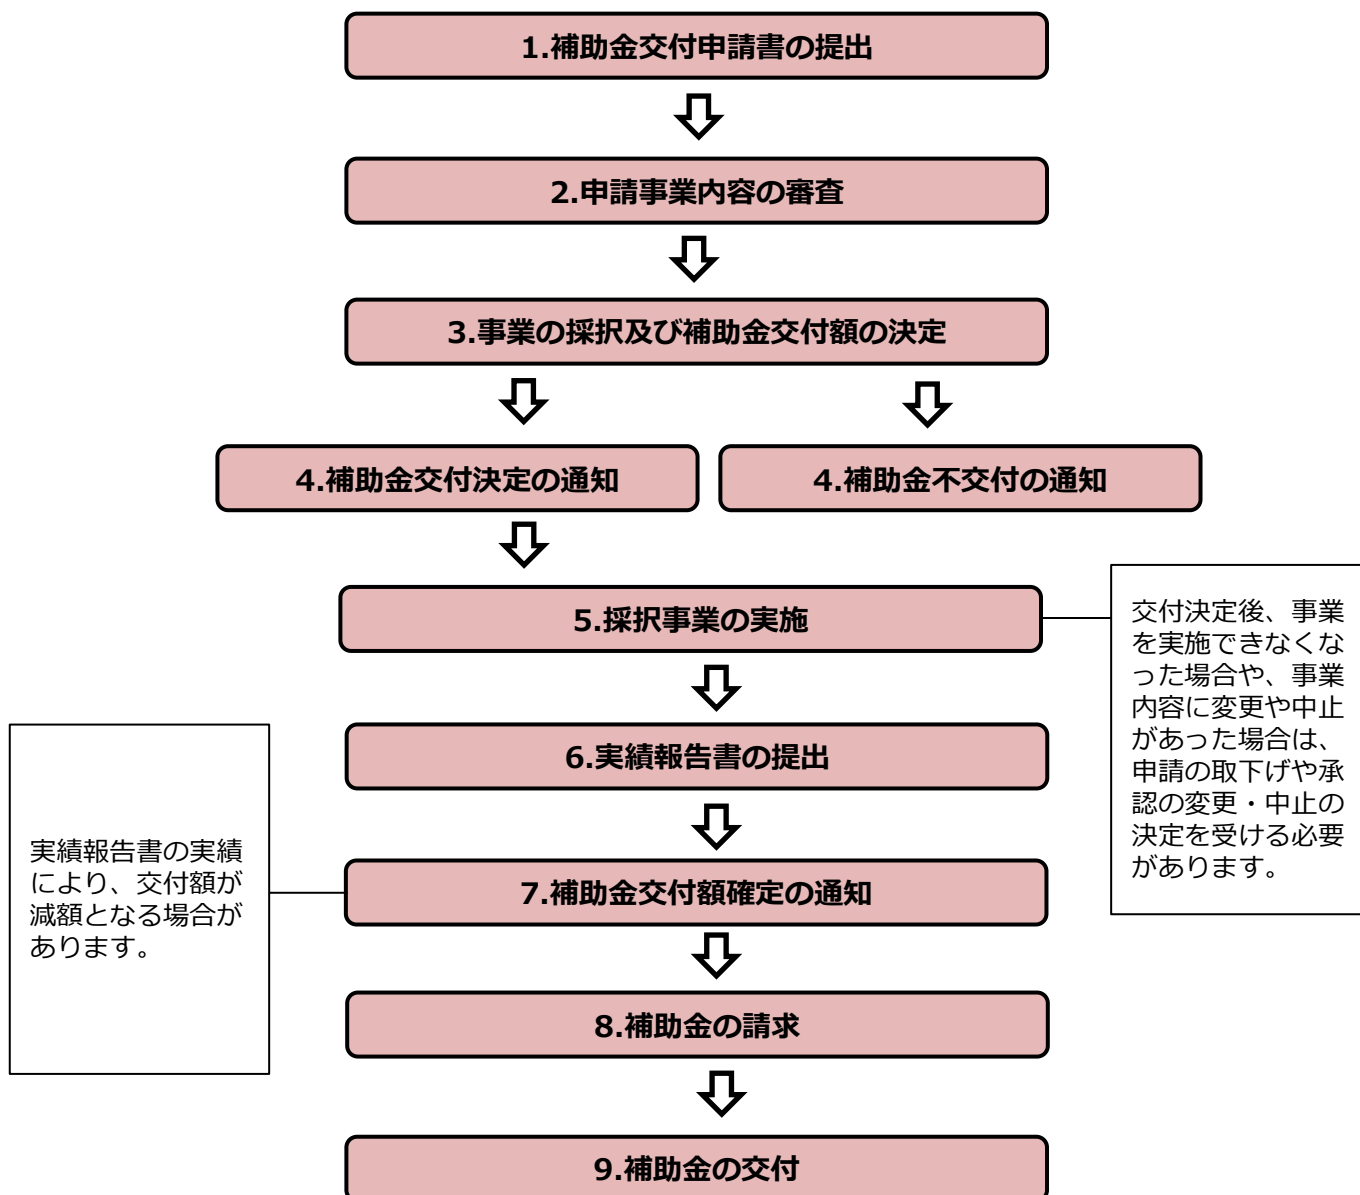 1.補助金交付申請書の提出
2.申請事業内容の審査
3.事業の採択及び補助金交付額の決定
4.補助金交付決定の通知
4.補助金不交付の通知
5.採択事業の実施
交付決定後、事業
を実施できなくな
った場合や、事業
内容に変更や中止
があった場合は、
申請の取下げや承
認の変更・中止の
決定を受ける必要
があります。
6.実績報告書の提出
実績報告書の実績
により、交付額が
減額となる場合が
あります。
7.補助金交付額確定の通知
8.補助金の請求
9.補助金の交付